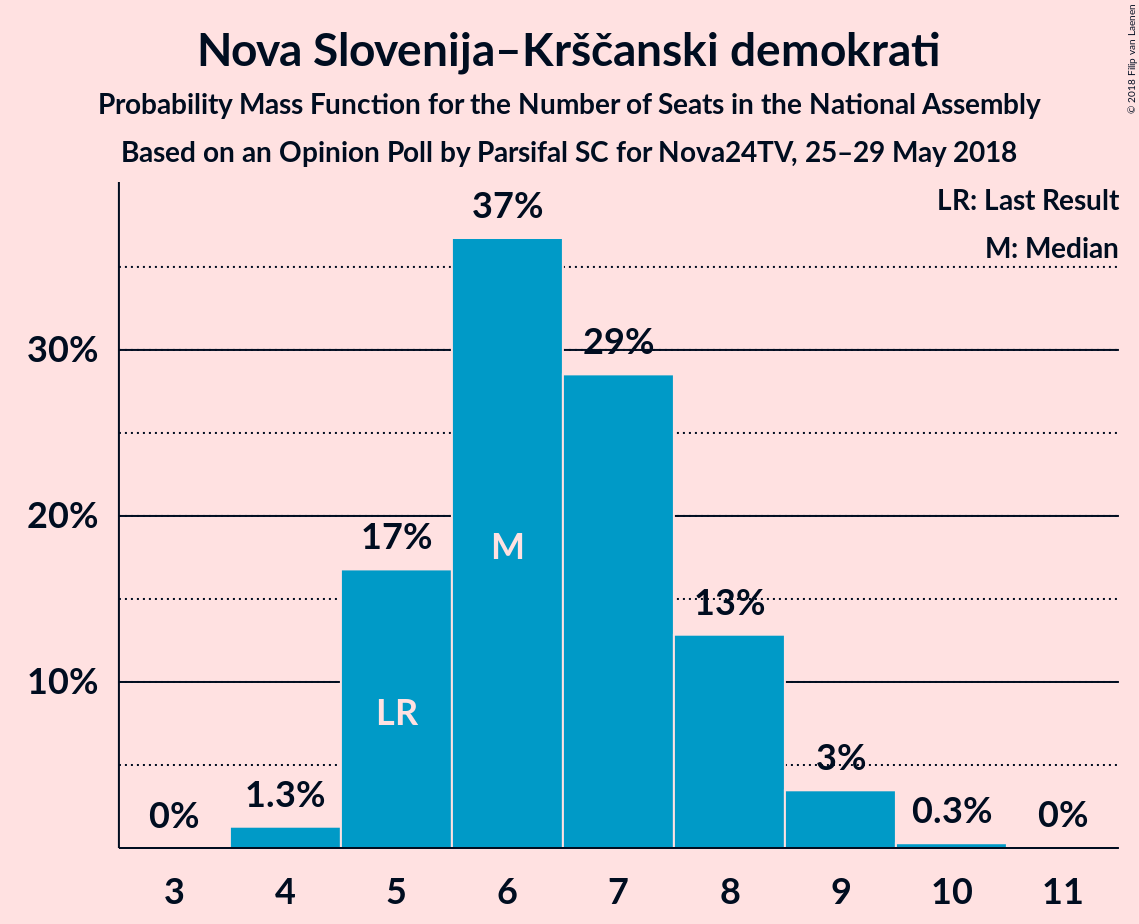 Nova Slovenija–Krščanski demokrati
Probability Mass Function for the Number of Seats in the National Assembly
Based on an Opinion Poll by Parsifal SC for Nova24TV, 25–29 May 2018
© 2018 Filip van Laenen
LR: Last Result
M: Median
37%
29%
30%
20%
17%
M
13%
10%
LR
3%
1.3%
0%
0.3%
0%
3 4 5 6 7 8 9 10 11